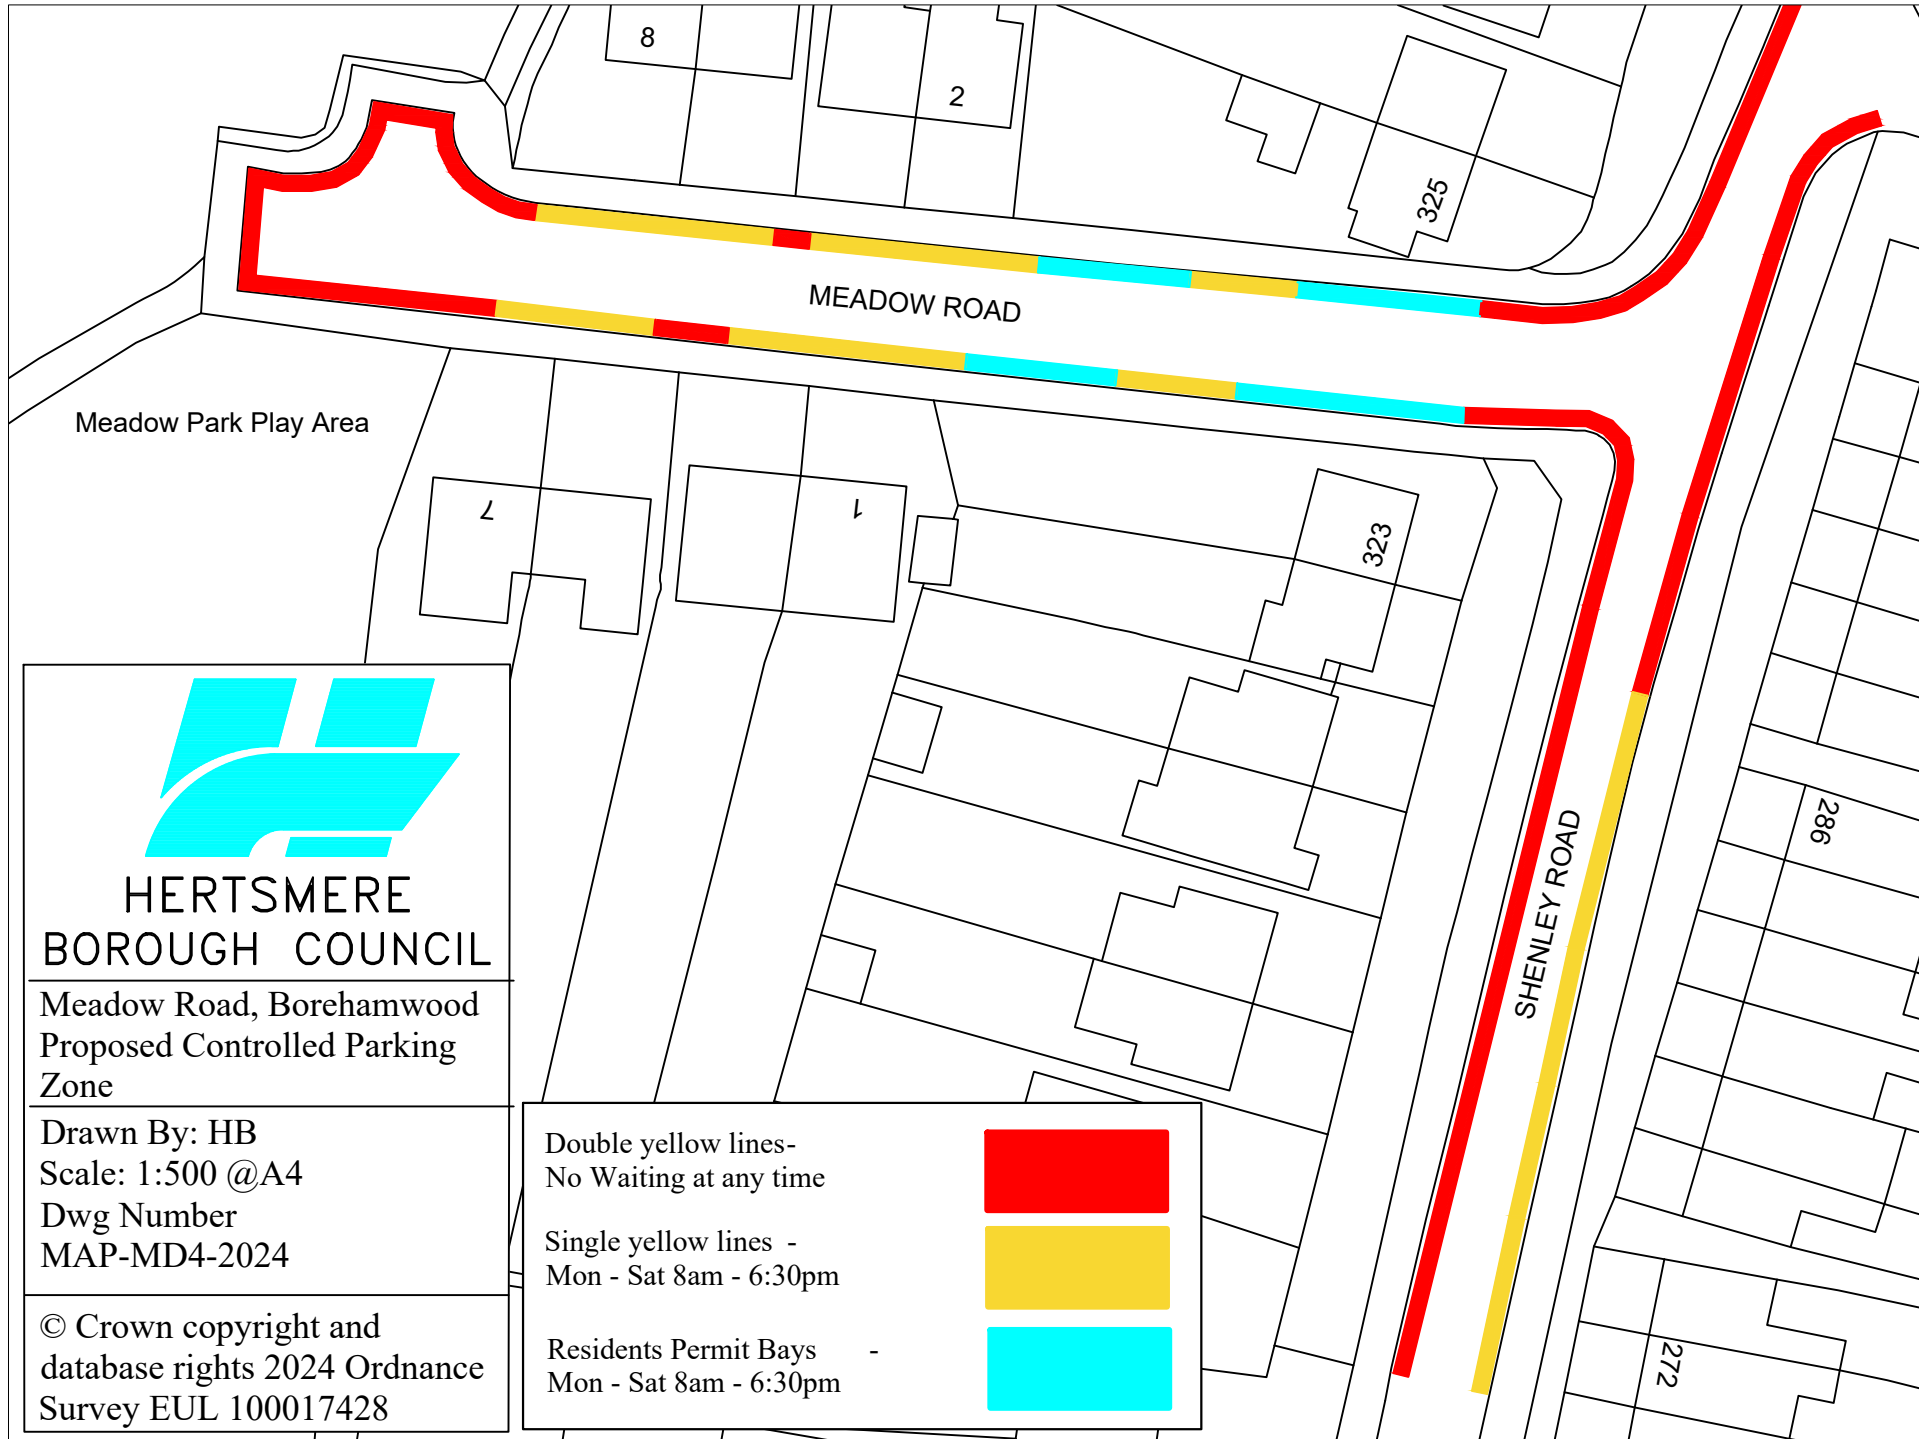 8
2
325
MEADOW ROAD
Meadow Park Play Area
7
1
323
286
SHENLEY ROAD
272
HERTSMERE
BOROUGH COUNCIL
Meadow Road, Borehamwood
Proposed Controlled Parking
Zone
Drawn By: HB
Scale: 1:500 @A4
Dwg Number
MAP-MD4-2024
© Crown copyright and
database rights 2024 Ordnance
Survey EUL 100017428
Double yellow lines-
No Waiting at any time
Single yellow lines -
Mon - Sat 8am - 6:30pm
Residents Permit Bays -
Mon - Sat 8am - 6:30pm